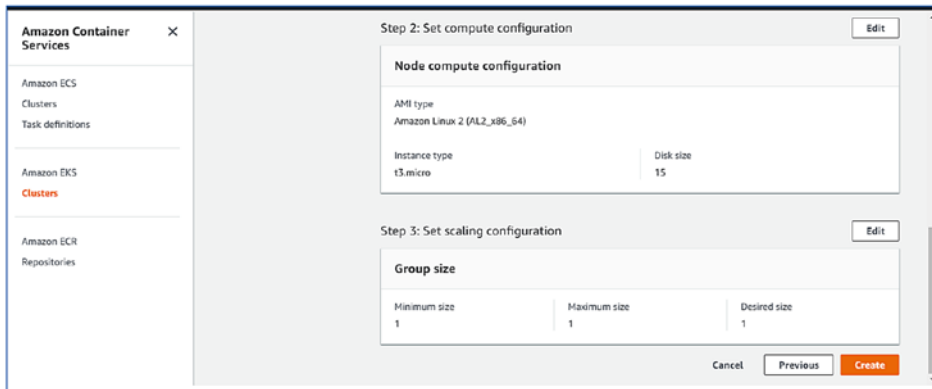 Amazon Container
Services
Amazon ECS
Clusters
Task definitions
Amazon EKS
Clusters
Amazon ECR
Repositories
Step 2: Set compute configuration
Edit
Node compute configuration
AMI type
Amazon Linux 2 (AL2_x86_64)
Instance type
Disk size
t3.micro
15
Step 3: Set scaling configuration
Edit
Group size
Minimum size
Maximum size
Desired size
1
1
1
Cancel
Previous
Create